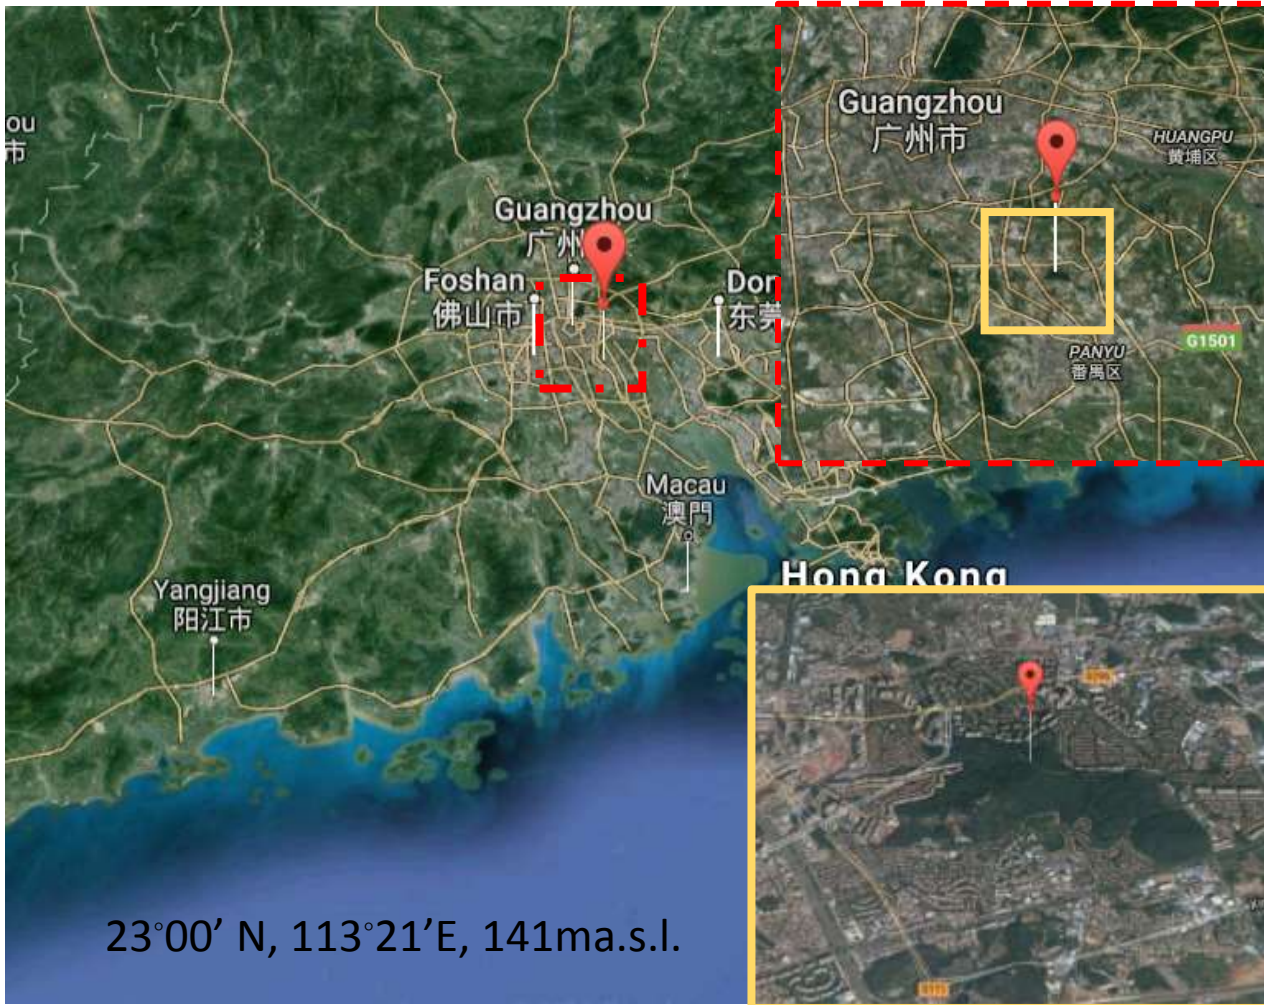 ou
市
Guangzhou
广州
Foshan
佛山市
Don
东莞
Macau
澳門
Hong Kong
Yangjiang
阳江市
23°00’ N, 113°21’E, 141ma.s.l.
Guangzhou
广州市
HUANGPU
黄埔区
PANYU
番禺区
G1501